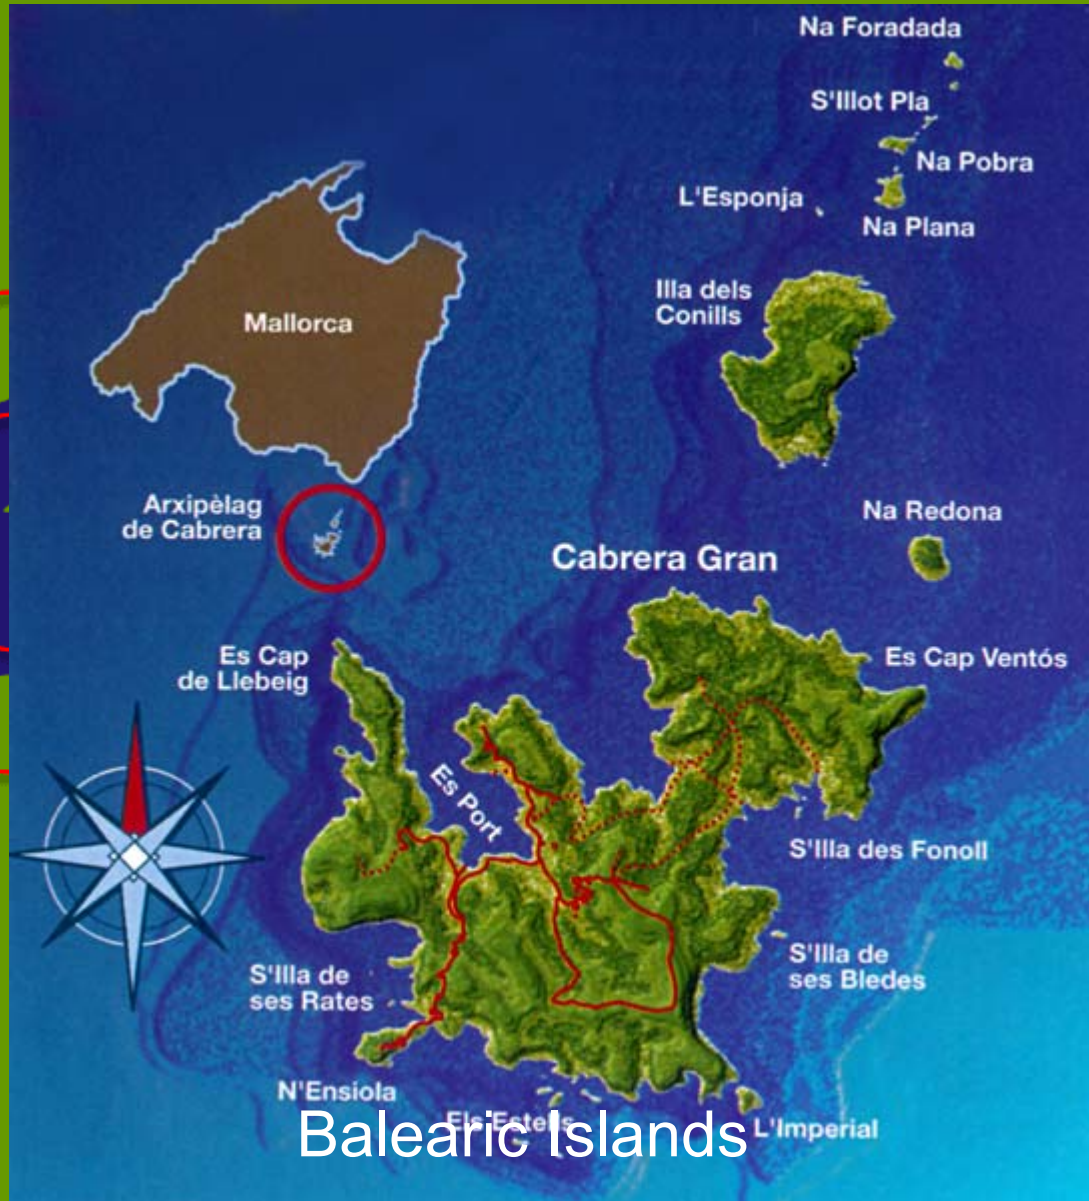 Na Foradada
S'Illot Pla
Na Pobra
L'Esponja
Na Plana
Illa dels
Conills
Mallorca
Arxipèlag
de Cabrera
Na Redona
Cabrera Gran
Es Cap
de Llebeig
Es Cap Ventós
Es Port
S'Illa des Fonoll
S'Illa de
ses Bledes
S'Illa de
ses Rates
N'Ensiola
Els Estells
L'Imperial
Balearic Islands